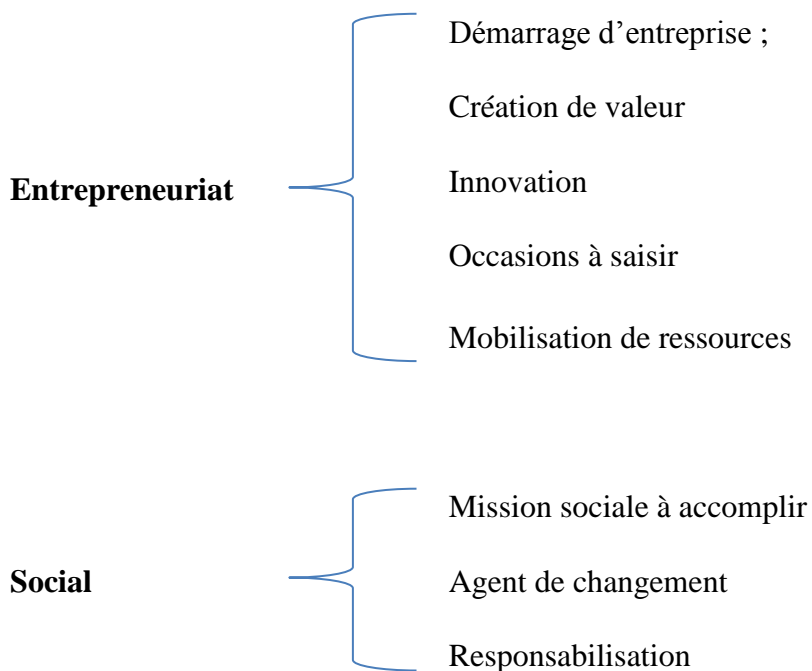 Démarrage d’entreprise ;
Création de valeur
Entrepreneuriat
Innovation
Occasions à saisir
Mobilisation de ressources
Mission sociale à accomplir
Social
Agent de changement
Responsabilisation